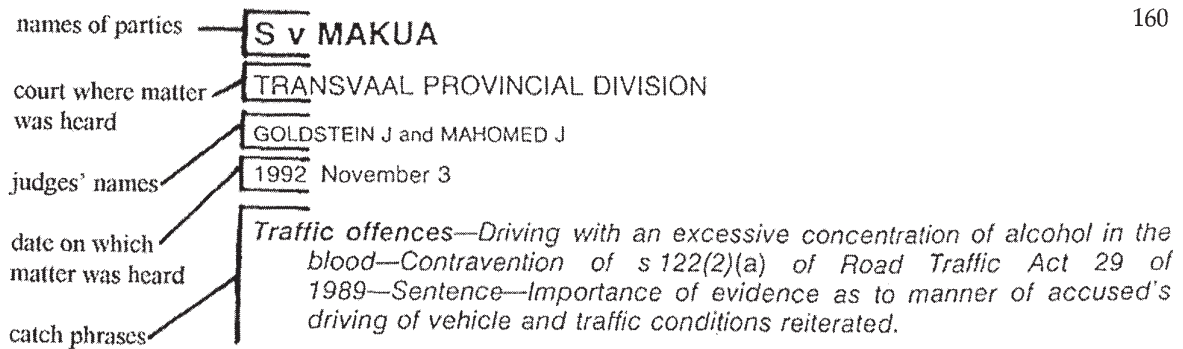 160
names of parties
S v MAKUA
court where matter
was heard
TRANSVAAL PROVINCIAL DIVISION
judges' names
GOLDSTEIN J and MAHOMED J
date on which
matter was heard
1992 November 3
catch phrases
Traffic offences—Driving with an excessive concentration of alcohol in the
blood—Contravention of s 122(2)(a) of Road Traffic Act 29 of
1989—Sentence—Importance of evidence as to manner of accused's
driving of vehicle and traffic conditions reiterated.